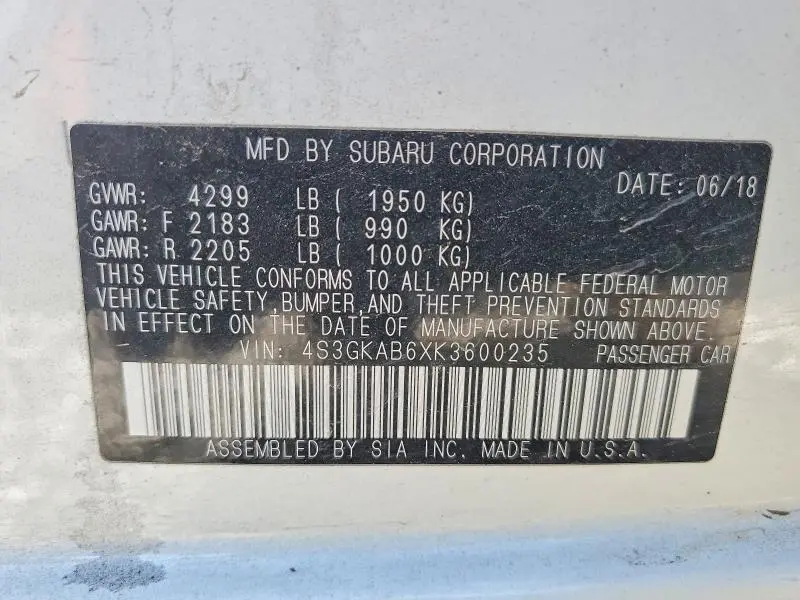 MFD BY SUBARU CORPORATION
DATE: 06/18
GVWR: 4299 LB ( 1950 KG)
GAWR: F 2183 LB ( 990 KG)
GAWR: R 2205 LB ( 1000 KG)
THIS VEHICLE CONFORMS TO ALL APPLICABLE FEDERAL MOTOR
VEHICLE SAFETY, BUMPER, AND THEFT PREVENTION STANDARDS
IN EFFECT ON THE DATE OF MANUFACTURE SHOWN ABOVE.
VIN: 4S3GKAB6XK3600235 PASSENGER CAR
ASSEMBLED BY SIA INC. MADE IN U.S.A.